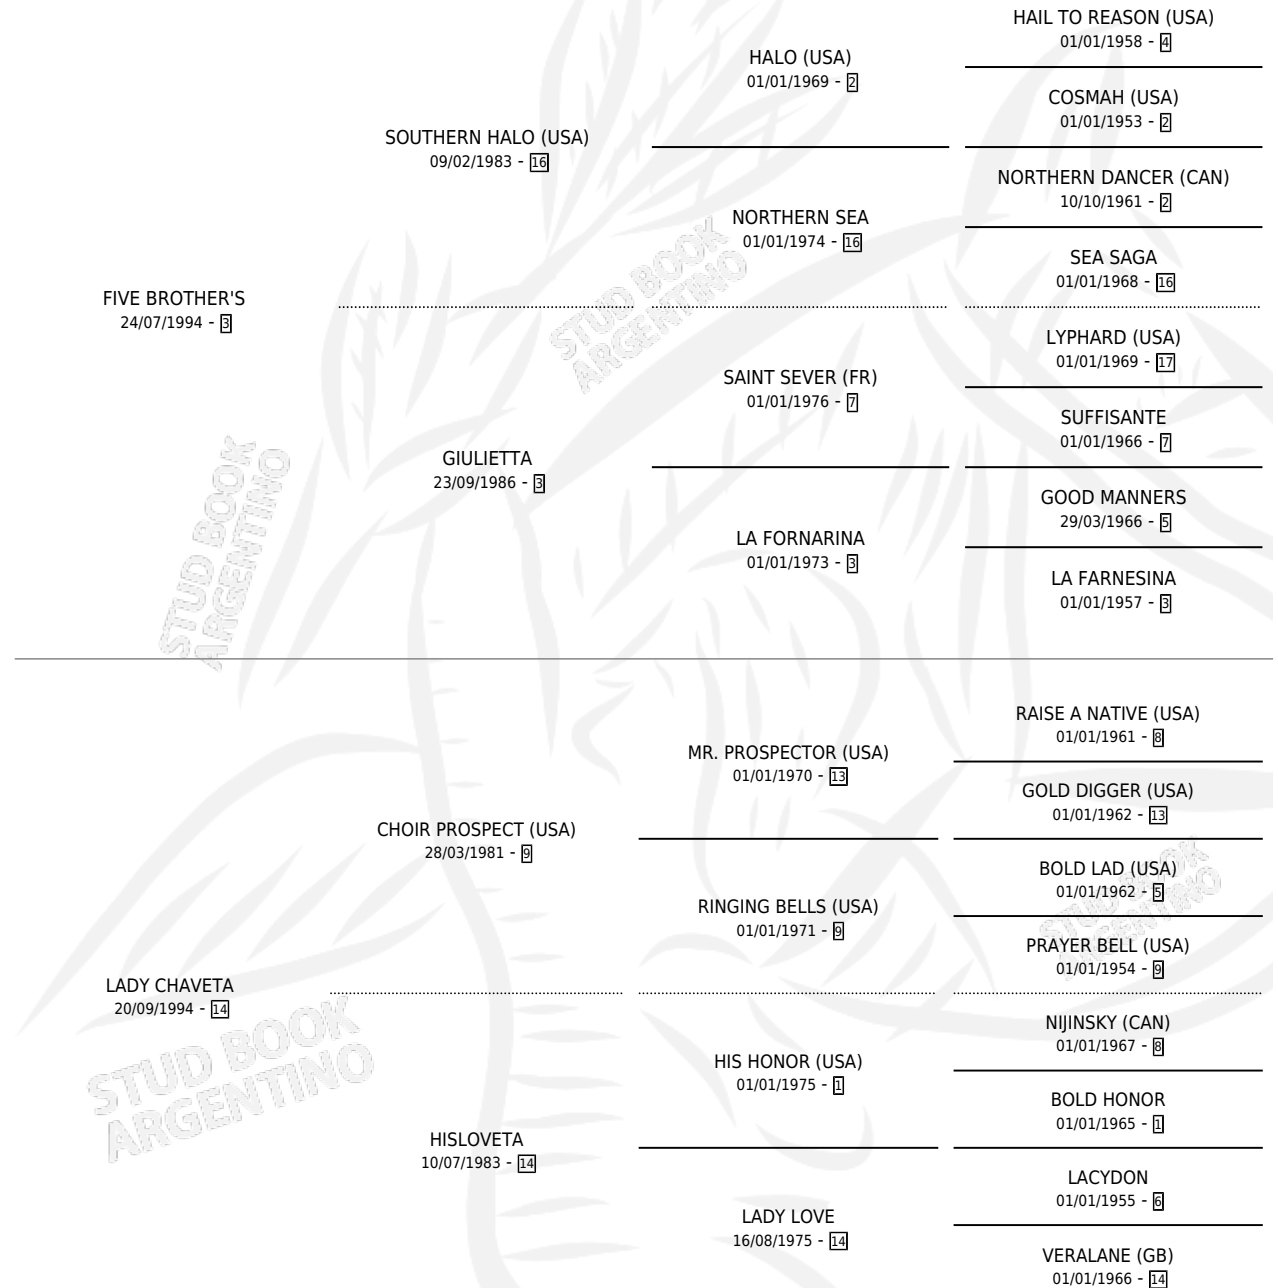 HAIL TO REASON (USA)
01/01/1958 - 4
HALO (USA)
01/01/1969 - 2
COSMAH (USA)
01/01/1953 - 2
SOUTHERN HALO (USA)
09/02/1983 - 16
NORTHERN DANCER (CAN)
10/10/1961 - 2
NORTHERN SEA
01/01/1974 - 16
SEA SAGA
01/01/1968 - 16
FIVE BROTHER'S
24/07/1994 - 3
STUD BOOK
ARGENTINO
LYPHARD (USA)
01/01/1969 - 17
SAINT SEVER (FR)
01/01/1976 - 7
SUFFISANTE
01/01/1966 - 7
GIULIETTA
23/09/1986 - 3
GOOD MANNERS
29/03/1966 - 5
LA FORNARINA
01/01/1973 - 3
LA FARNESINA
01/01/1957 - 3
STUD BOOK
ARGENTINO
RAISE A NATIVE (USA)
01/01/1961 - 8
MR. PROSPECTOR (USA)
01/01/1970 - 13
GOLD DIGGER (USA)
01/01/1962 - 13
CHOIR PROSPECT (USA)
28/03/1981 - 9
BOLD LAD (USA)
01/01/1962 - 5
STUD BOOK
ARGENTINO
RINGING BELLS (USA)
01/01/1971 - 9
PRAYER BELL (USA)
01/01/1954 - 9
LADY CHAVETA
20/09/1994 - 14
NIJINSKY (CAN)
01/01/1967 - 8
HIS HONOR (USA)
01/01/1975 - 1
BOLD HONOR
01/01/1965 - 1
STUD BOOK
ARGENTINO
HISLOVETA
10/07/1983 - 14
LACYDON
01/01/1955 - 6
LADY LOVE
16/08/1975 - 14
VERALANE (GB)
01/01/1966 - 14